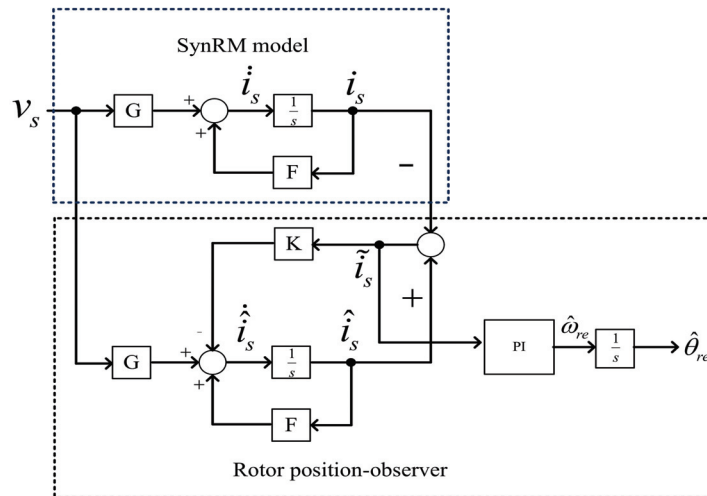 SynRM model
v_s
G
+
+
i̇_s
1/s
i_s
F
−
K
ĩ_s
+
-
G
+
+
î̇_s
1/s
î_s
F
PI
ω̂_re
1/s
θ̂_re
Rotor position-observer